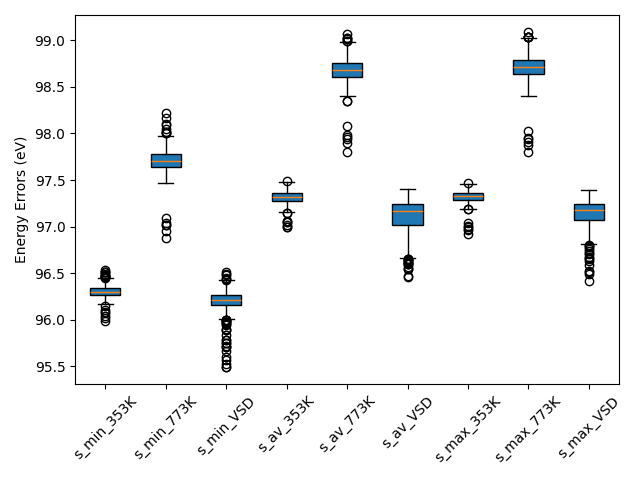 99.0
98.5
98.0
97.5
97.0
96.5
96.0
95.5
Energy Errors (eV)
s_min_353K
s_min_773K
s_min_VSD
s_av_353K
s_av_773K
s_av_VSD
s_max_353K
s_max_773K
s_max_VSD